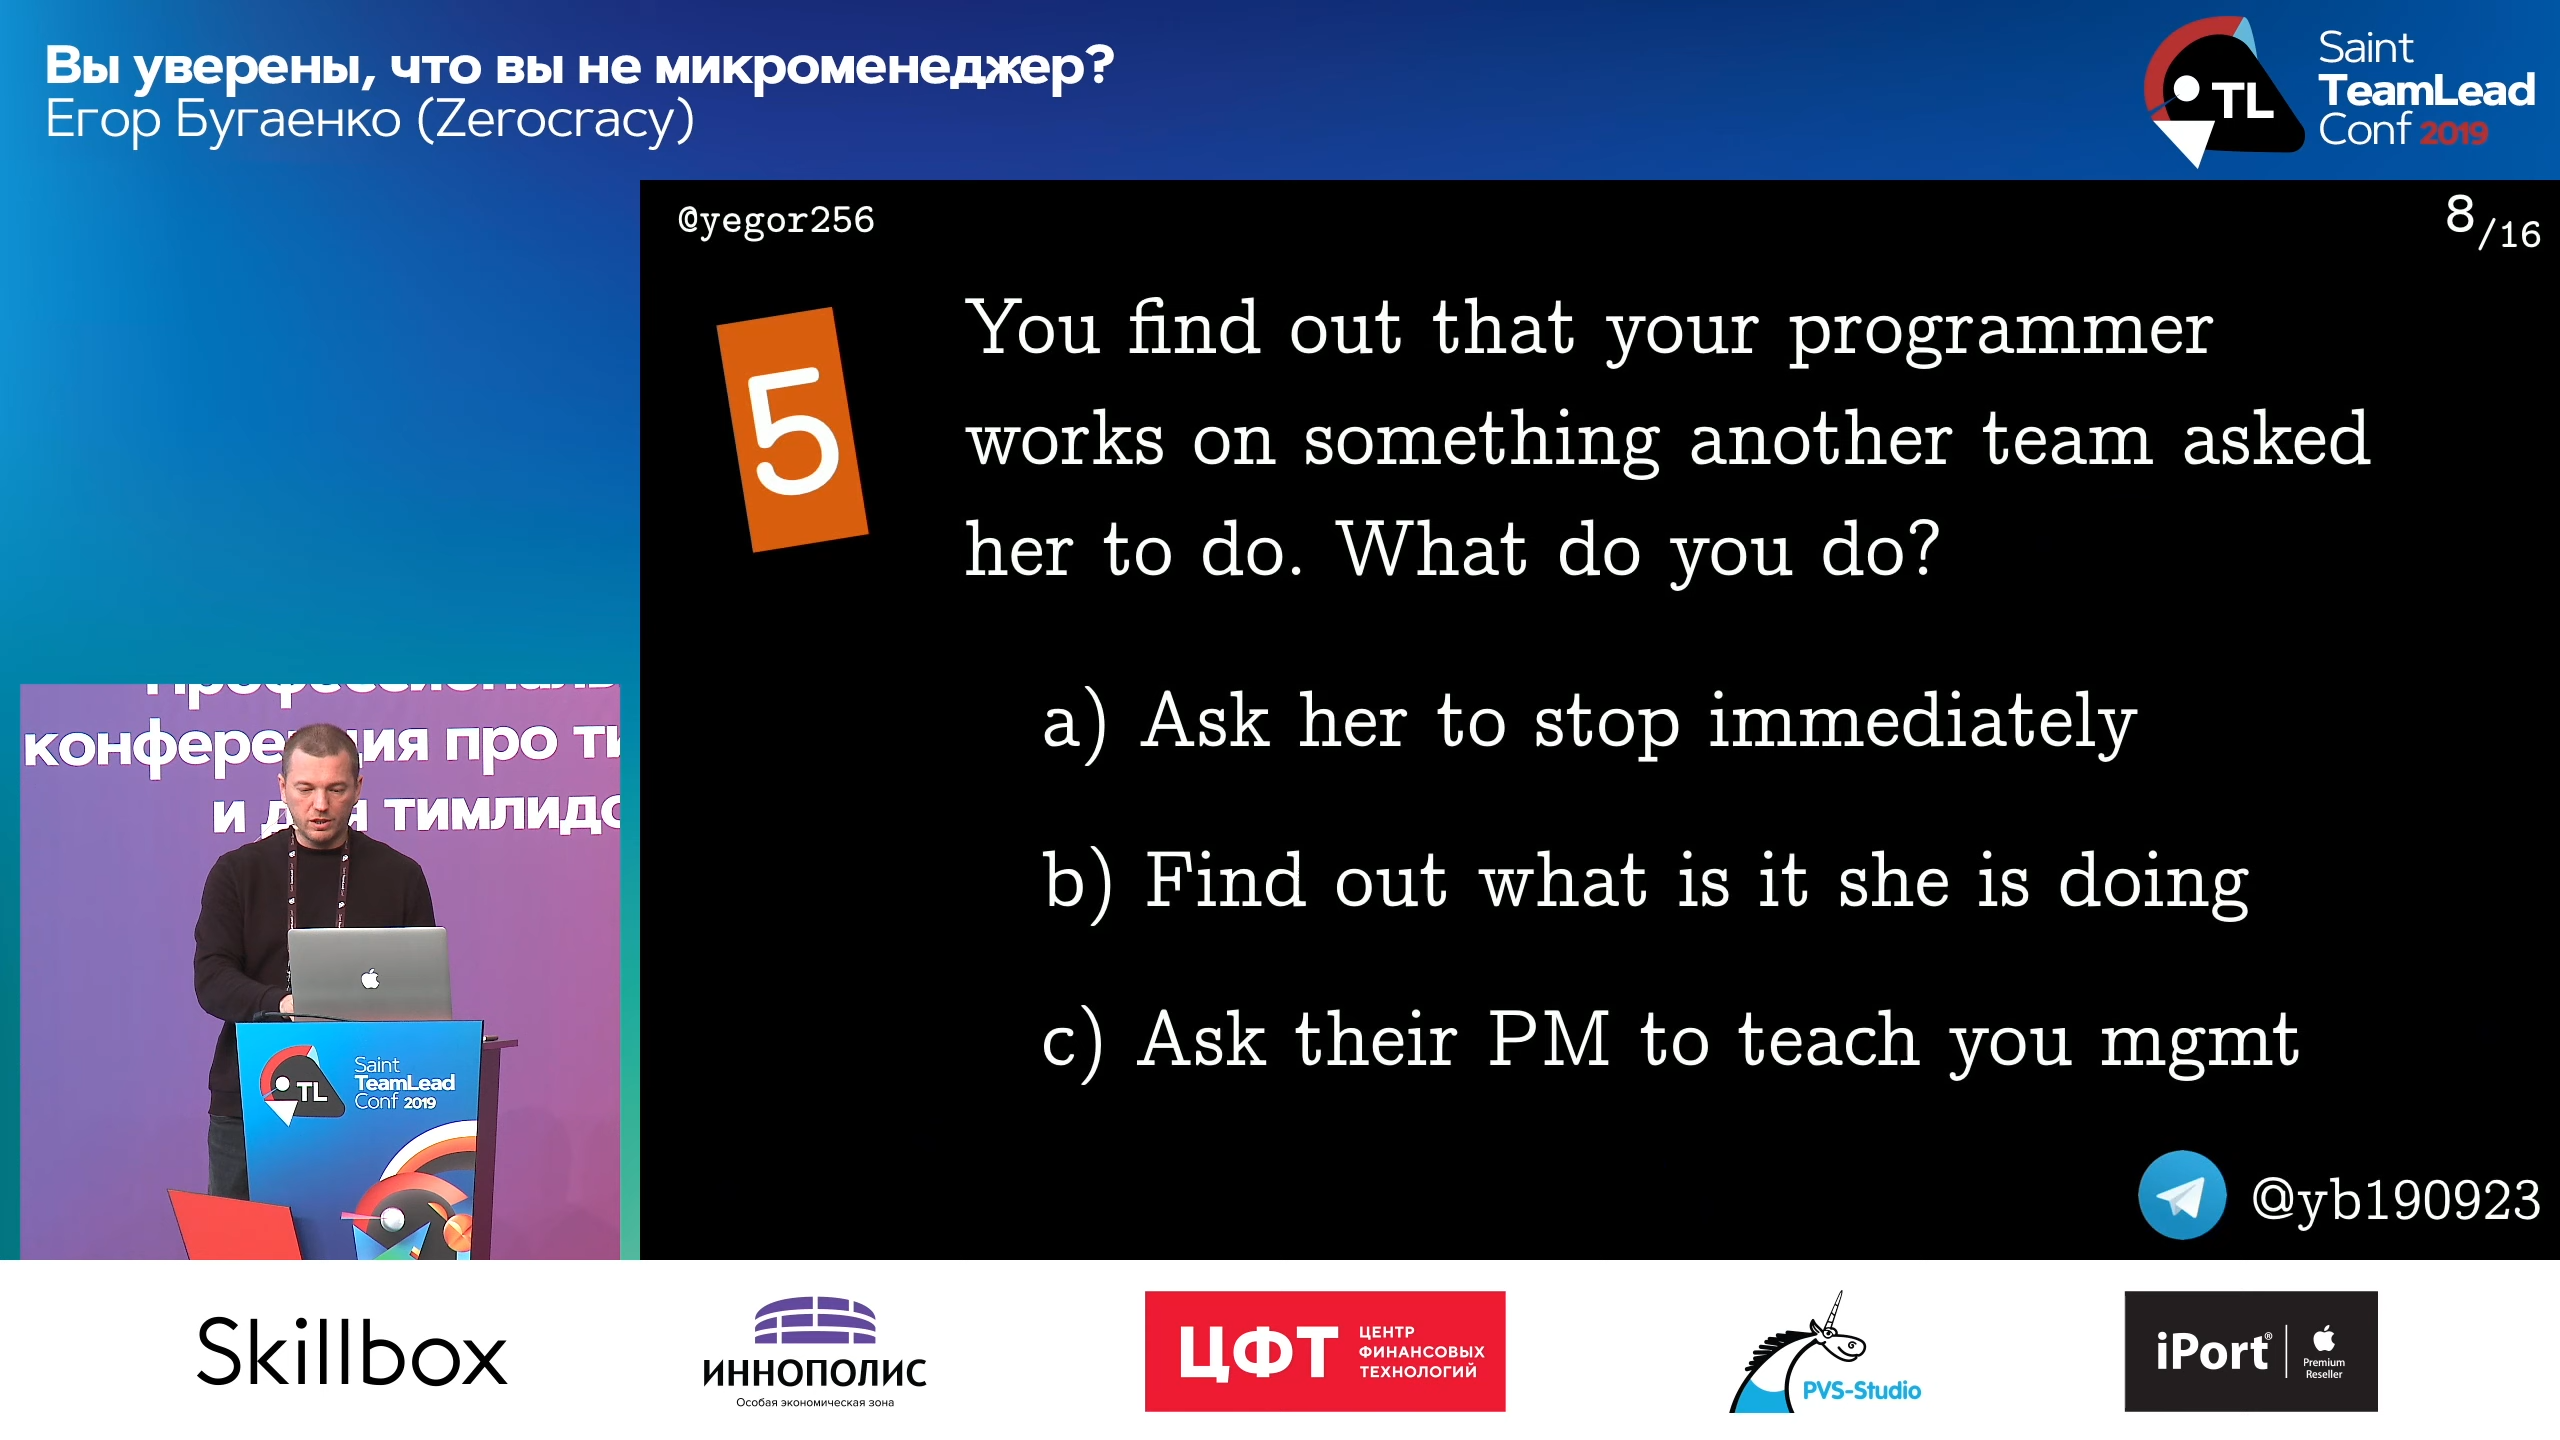 Вы уверены, что вы не микроменеджер?
Егор Бугаенко (Zerocracy)
TL
Saint
TeamLead
Conf 2019
@yegor256
8/16
5
You find out that your programmer
works on something another team asked
her to do. What do you do?
a) Ask her to stop immediately
b) Find out what is it she is doing
c) Ask their PM to teach you mgmt
@yb190923
конфере ия про
и д я тимлид
TL
Saint
TeamLead
Conf 2019
Skillbox
ИННОПОЛИС
Особая экономическая зона
ЦФТ
ЦЕНТР
ФИНАНСОВЫХ
ТЕХНОЛОГИЙ
PVS-Studio
iPort®
Premium
Reseller